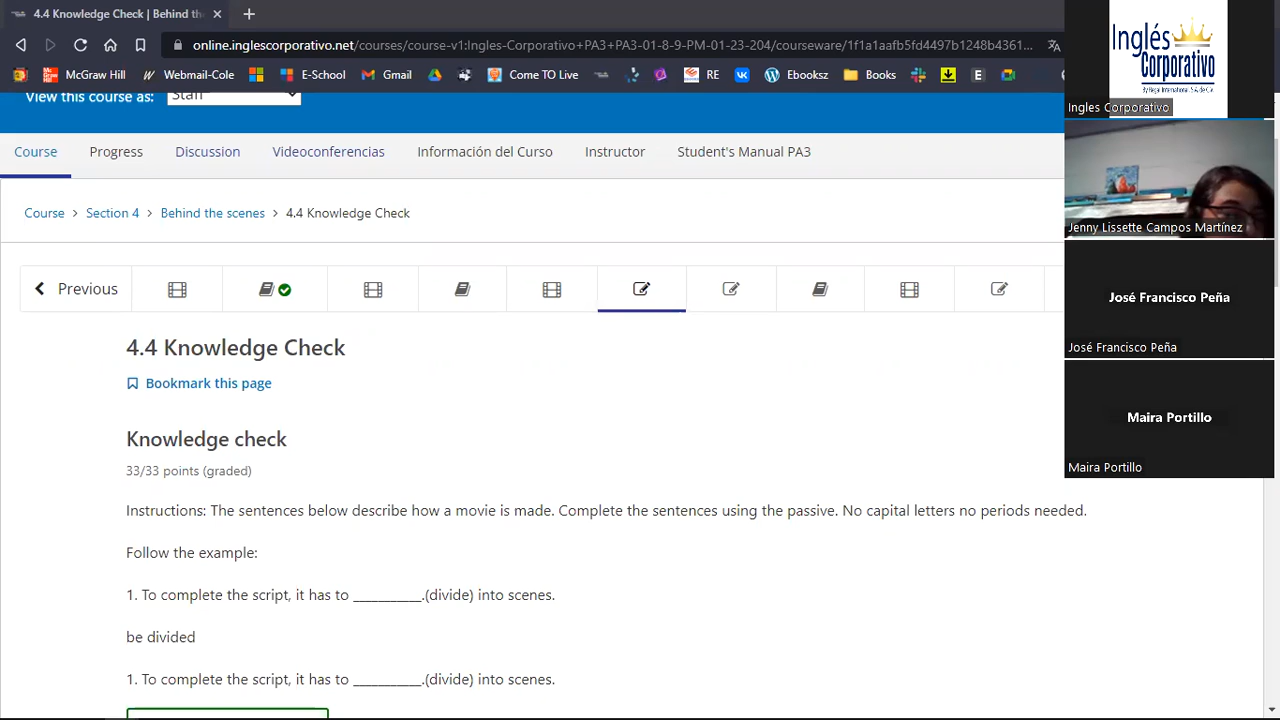 4.4 Knowledge Check | Behind the
online.inglescorporativo.net/courses/course-v1:Ingles-Corporativo+PA3+PA3-01-8-9-PM-01-23-204/courseware/1f1a1aafb2f34497b1248b4361...
McGraw Hill
Webmail-Cole
E-School
Gmail
Come TO Live
RE
Ebooksz
Books
View this course as:
Staff
Course
Progress
Discussion
Videoconferencias
Información del Curso
Instructor
Student's Manual PA3
Course > Section 4 > Behind the scenes > 4.4 Knowledge Check
Previous
4.4 Knowledge Check
Bookmark this page
Knowledge check
33/33 points (graded)
Instructions: The sentences below describe how a movie is made. Complete the sentences using the passive. No capital letters no periods needed.
Follow the example:
1. To complete the script, it has to __________.(divide) into scenes.
be divided
1. To complete the script, it has to __________.(divide) into scenes.
Inglés
Corporativo
By Regal International, S.A. de C.V.
Ingles Corporativo
Jenny Lissette Campos Martínez
José Francisco Peña
José Francisco Peña
Maira Portillo
Maira Portillo